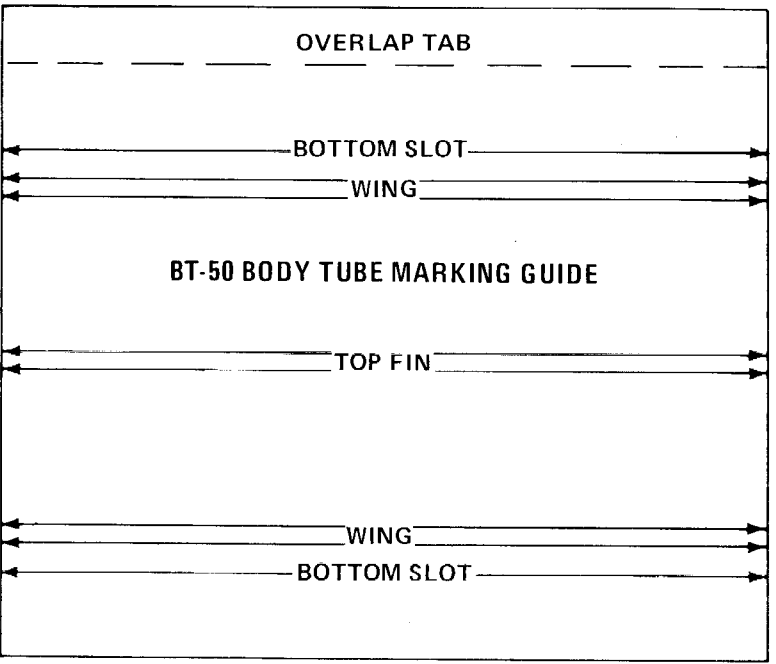 OVERLAP TAB
BOTTOM SLOT
WING
BT-50 BODY TUBE MARKING GUIDE
TOP FIN
WING
BOTTOM SLOT